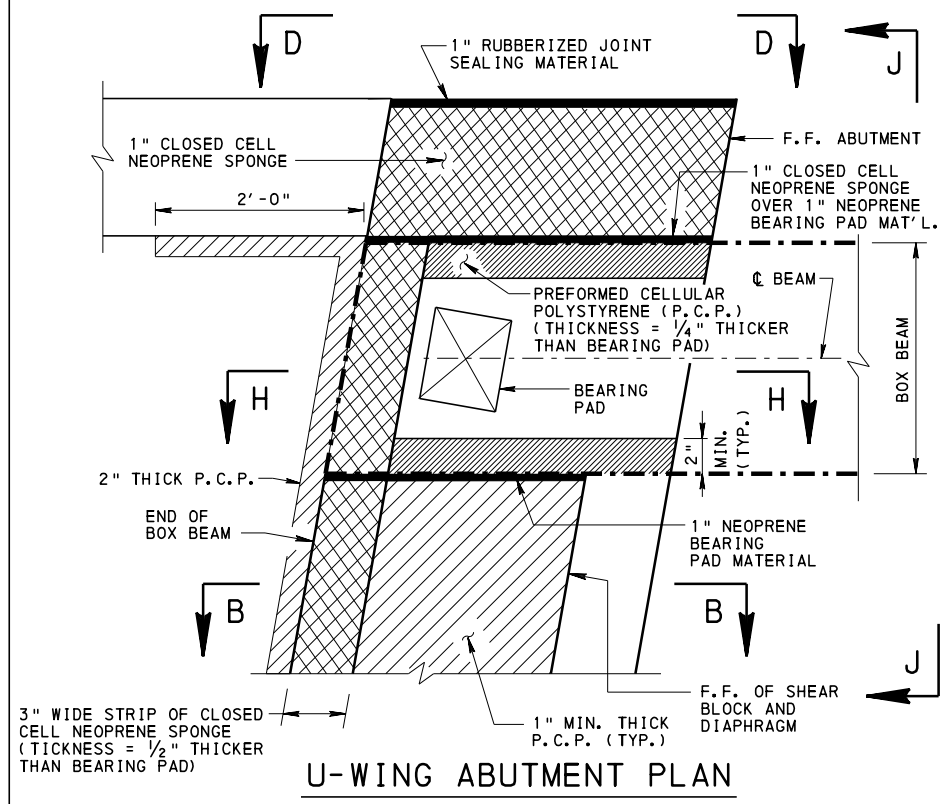 D
D
J
1" RUBBERIZED JOINT
SEALING MATERIAL
1" CLOSED CELL
NEOPRENE SPONGE
F.F. ABUTMENT
1" CLOSED CELL
NEOPRENE SPONGE
OVER 1" NEOPRENE
BEARING PAD MAT'L.
2'-0"
℄ BEAM
PREFORMED CELLULAR
POLYSTYRENE (P.C.P.)
(THICKNESS = 1/4" THICKER
THAN BEARING PAD)
BOX BEAM
H
H
BEARING
PAD
2"
MIN.
(TYP.)
2" THICK P.C.P.
END OF
BOX BEAM
1" NEOPRENE
BEARING
PAD MATERIAL
B
B
J
3" WIDE STRIP OF CLOSED
CELL NEOPRENE SPONGE
(TICKNESS = 1/2" THICKER
THAN BEARING PAD)
1" MIN. THICK
P.C.P. (TYP.)
F.F. OF SHEAR
BLOCK AND
DIAPHRAGM
U-WING ABUTMENT PLAN